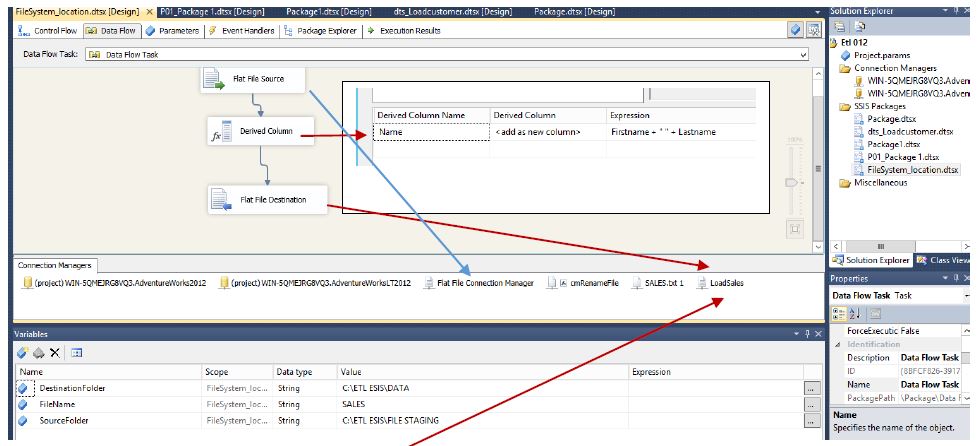 FileSystem_location.dtsx [Design] P01_Package 1.dtsx [Design] Package1.dtsx [Design] dts_Loadcustomer.dtsx [Design] Package.dtsx [Design]
Control Flow Data Flow Parameters Event Handlers Package Explorer Execution Results
Data Flow Task: Data Flow Task
Flat File Source
Derived Column
Flat File Destination
Derived Column Name Derived Column Expression
Name <add as new column> Firstname + " " + Lastname
100%
Connection Managers
(project) WIN-5QMEJRG8VQ3.AdventureWorks2012 (project) WIN-5QMEJRG8VQ3.AdventureWorksLT2012 Flat File Connection Manager cmRenameFile SALES.txt 1 LoadSales
Variables
Name Scope Data type Value Expression
DestinationFolder FileSystem_loc... String C:\ETL ESIS\DATA
FileName FileSystem_loc... String SALES
SourceFolder FileSystem_loc... String C:\ETL ESIS\FILE STAGING
Solution Explorer
Etl 012
Project.params
Connection Managers
WIN-5QMEJRG8VQ3.Adven
WIN-5QMEJRG8VQ3.Adven
SSIS Packages
Package.dtsx
dts_Loadcustomer.dtsx
Package1.dtsx
P01_Package 1.dtsx
FileSystem_location.dtsx
Miscellaneous
Solution Explorer Class View
Properties
Data Flow Task Task
ForceExecutic False
Identification
Description Data Flow Task
ID {8BFCF826-3917
Name Data Flow Task
PackagePath \Package\Data F
Name
Specifies the name of the object.